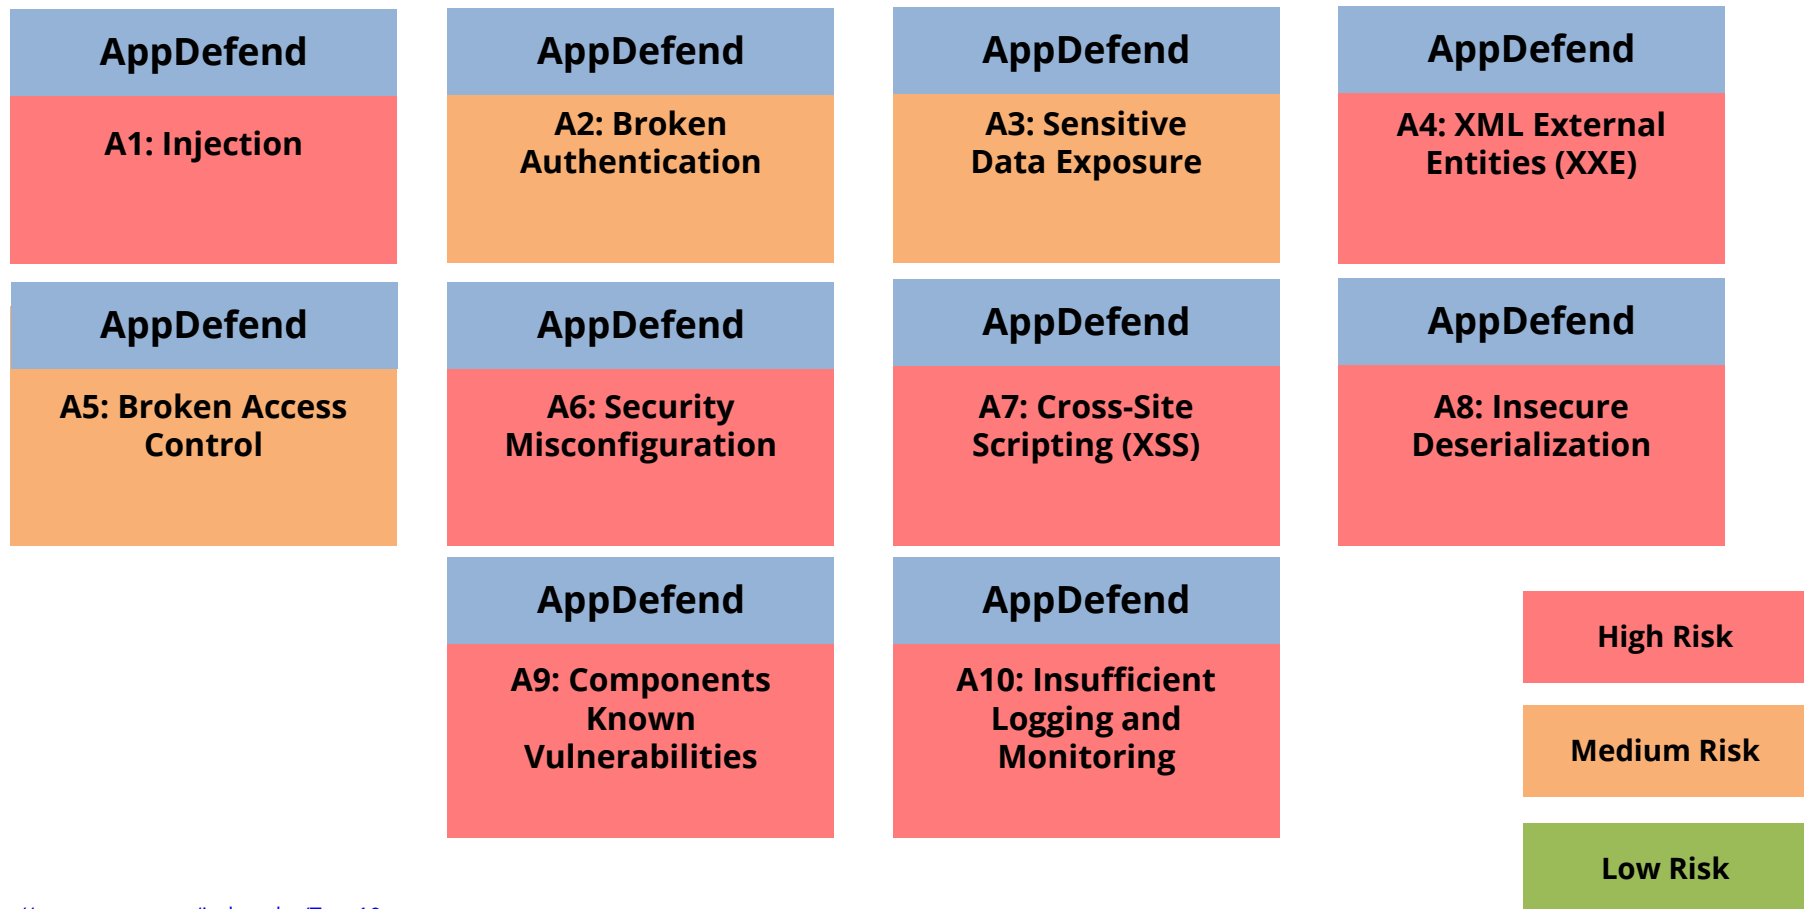 AppDefend
A1: Injection
AppDefend
A2: Broken
Authentication
AppDefend
A3: Sensitive
Data Exposure
AppDefend
A4: XML External
Entities (XXE)
AppDefend
A5: Broken Access
Control
AppDefend
A6: Security
Misconfiguration
AppDefend
A7: Cross-Site
Scripting (XSS)
AppDefend
A8: Insecure
Deserialization
AppDefend
A9: Components
Known
Vulnerabilities
AppDefend
A10: Insufficient
Logging and
Monitoring
High Risk
Medium Risk
Low Risk